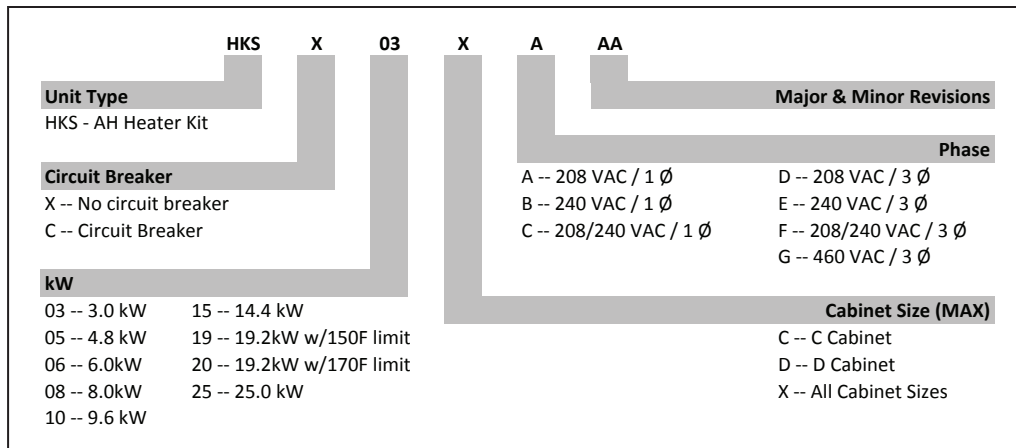 HKS X 03 X A AA
Unit Type
HKS - AH Heater Kit
Major & Minor Revisions
Phase
A -- 208 VAC / 1 Ø
B -- 240 VAC / 1 Ø
C -- 208/240 VAC / 1 Ø
D -- 208 VAC / 3 Ø
E -- 240 VAC / 3 Ø
F -- 208/240 VAC / 3 Ø
G -- 460 VAC / 3 Ø
Circuit Breaker
X -- No circuit breaker
C -- Circuit Breaker
kW
03 -- 3.0 kW
05 -- 4.8 kW
06 -- 6.0kW
08 -- 8.0kW
10 -- 9.6 kW
15 -- 14.4 kW
19 -- 19.2kW w/150F limit
20 -- 19.2kW w/170F limit
25 -- 25.0 kW
Cabinet Size (MAX)
C -- C Cabinet
D -- D Cabinet
X -- All Cabinet Sizes